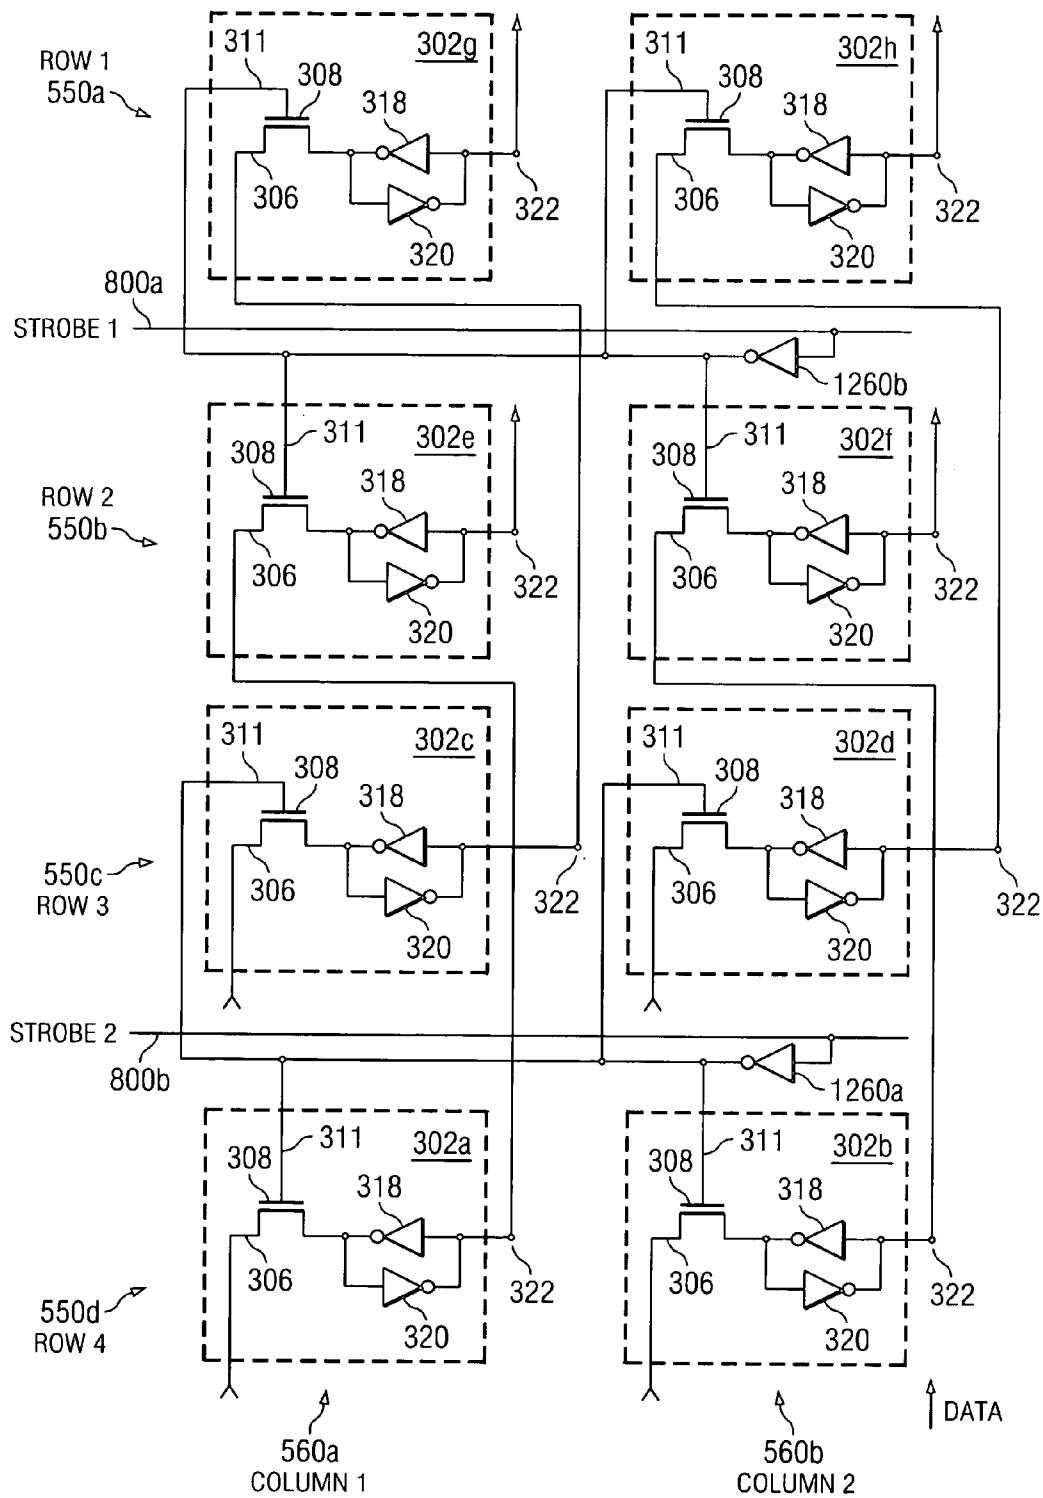 311
302g
311
302h
ROW 1
550a
308
308
318
318
306
322
306
322
320
320
800a
STROBE 1
1260b
311
302e
311
302f
308
308
ROW 2
550b
318
318
306
322
306
322
320
320
311
302c
311
302d
308
308
318
318
550c
ROW 3
306
322
306
322
320
320
STROBE 2
800b
1260a
311
302a
311
302b
308
308
318
318
306
322
306
322
550d
ROW 4
320
320
DATA
560a
COLUMN 1
560b
COLUMN 2